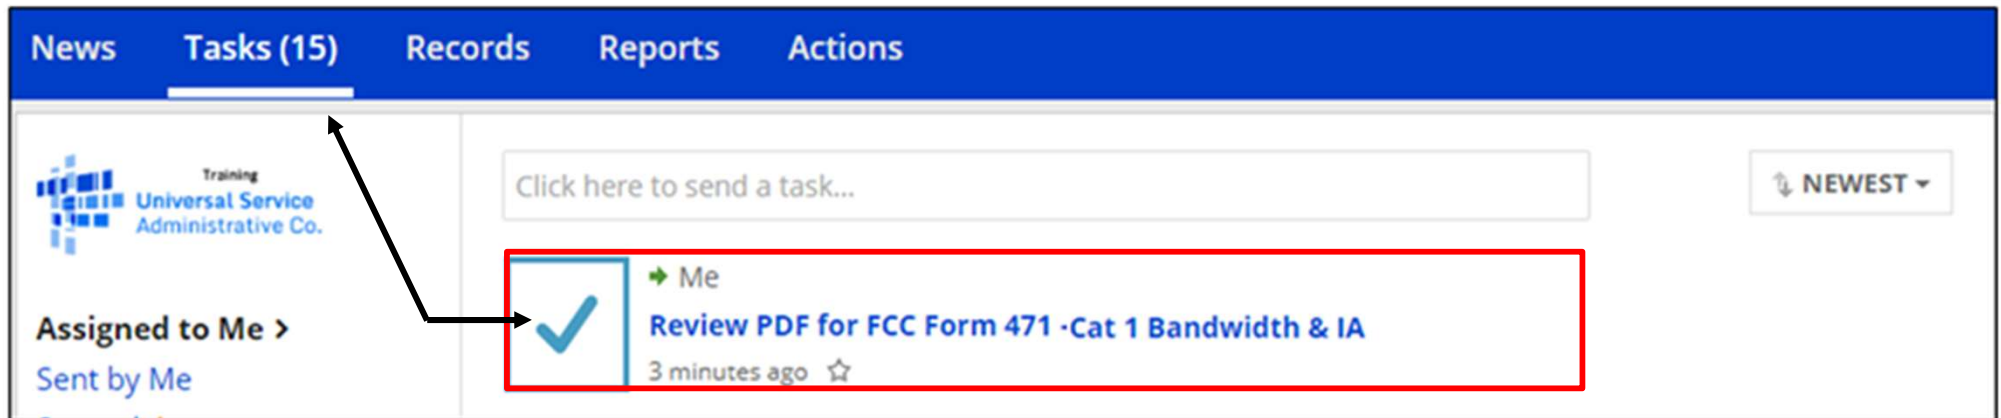 News Tasks (15) Records Reports Actions
Training
Universal Service
Administrative Co.
Assigned to Me >
Sent by Me
Click here to send a task...
NEWEST
Me
Review PDF for FCC Form 471 -Cat 1 Bandwidth & IA
3 minutes ago